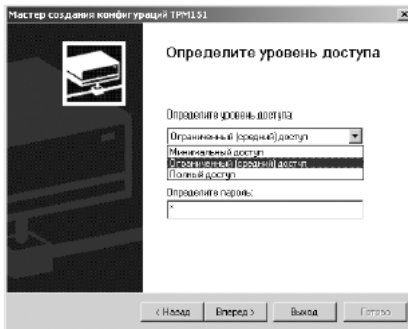 Мастер создания конфигураций ТРМ151
Определите уровень доступа
Определите уровень доступа:
Ограниченный (средний) доступ
Минимальный доступ
Ограниченный (средний) доступ
Полный доступ
Определите пароль:
*
< Назад
Вперед >
Выход
Готово